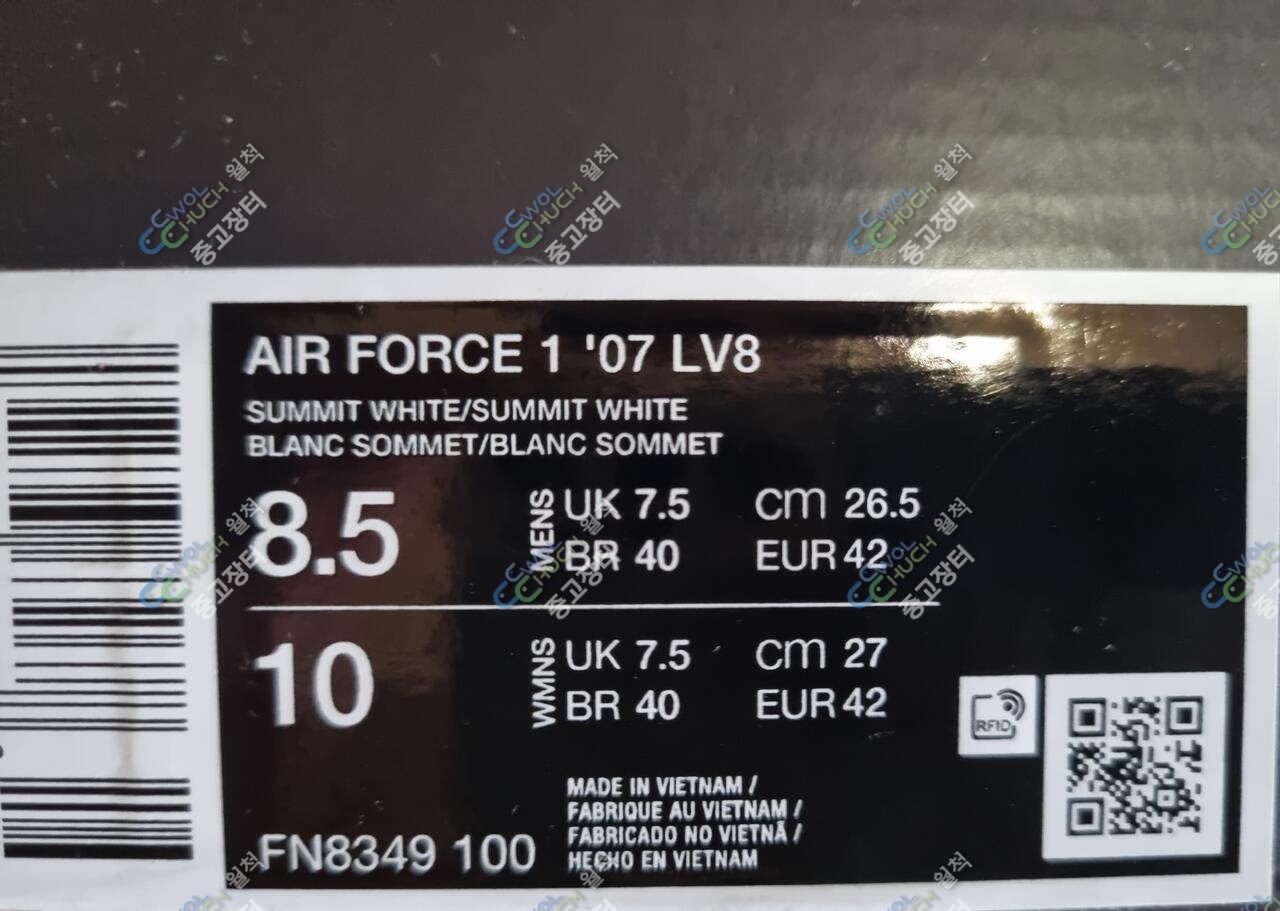 AIR FORCE 1 '07 LV8
SUMMIT WHITE/SUMMIT WHITE
BLANC SOMMET/BLANC SOMMET
8.5 MENS UK 7.5 cm 26.5
BR 40 EUR 42
10 WMNS UK 7.5 cm 27
BR 40 EUR 42
RFID
MADE IN VIETNAM /
FABRIQUE AU VIETNAM /
FABRICADO NO VIETNÃ /
HECHO EN VIETNAM
FN8349 100
CWOL CHUCH 월척
중고장터